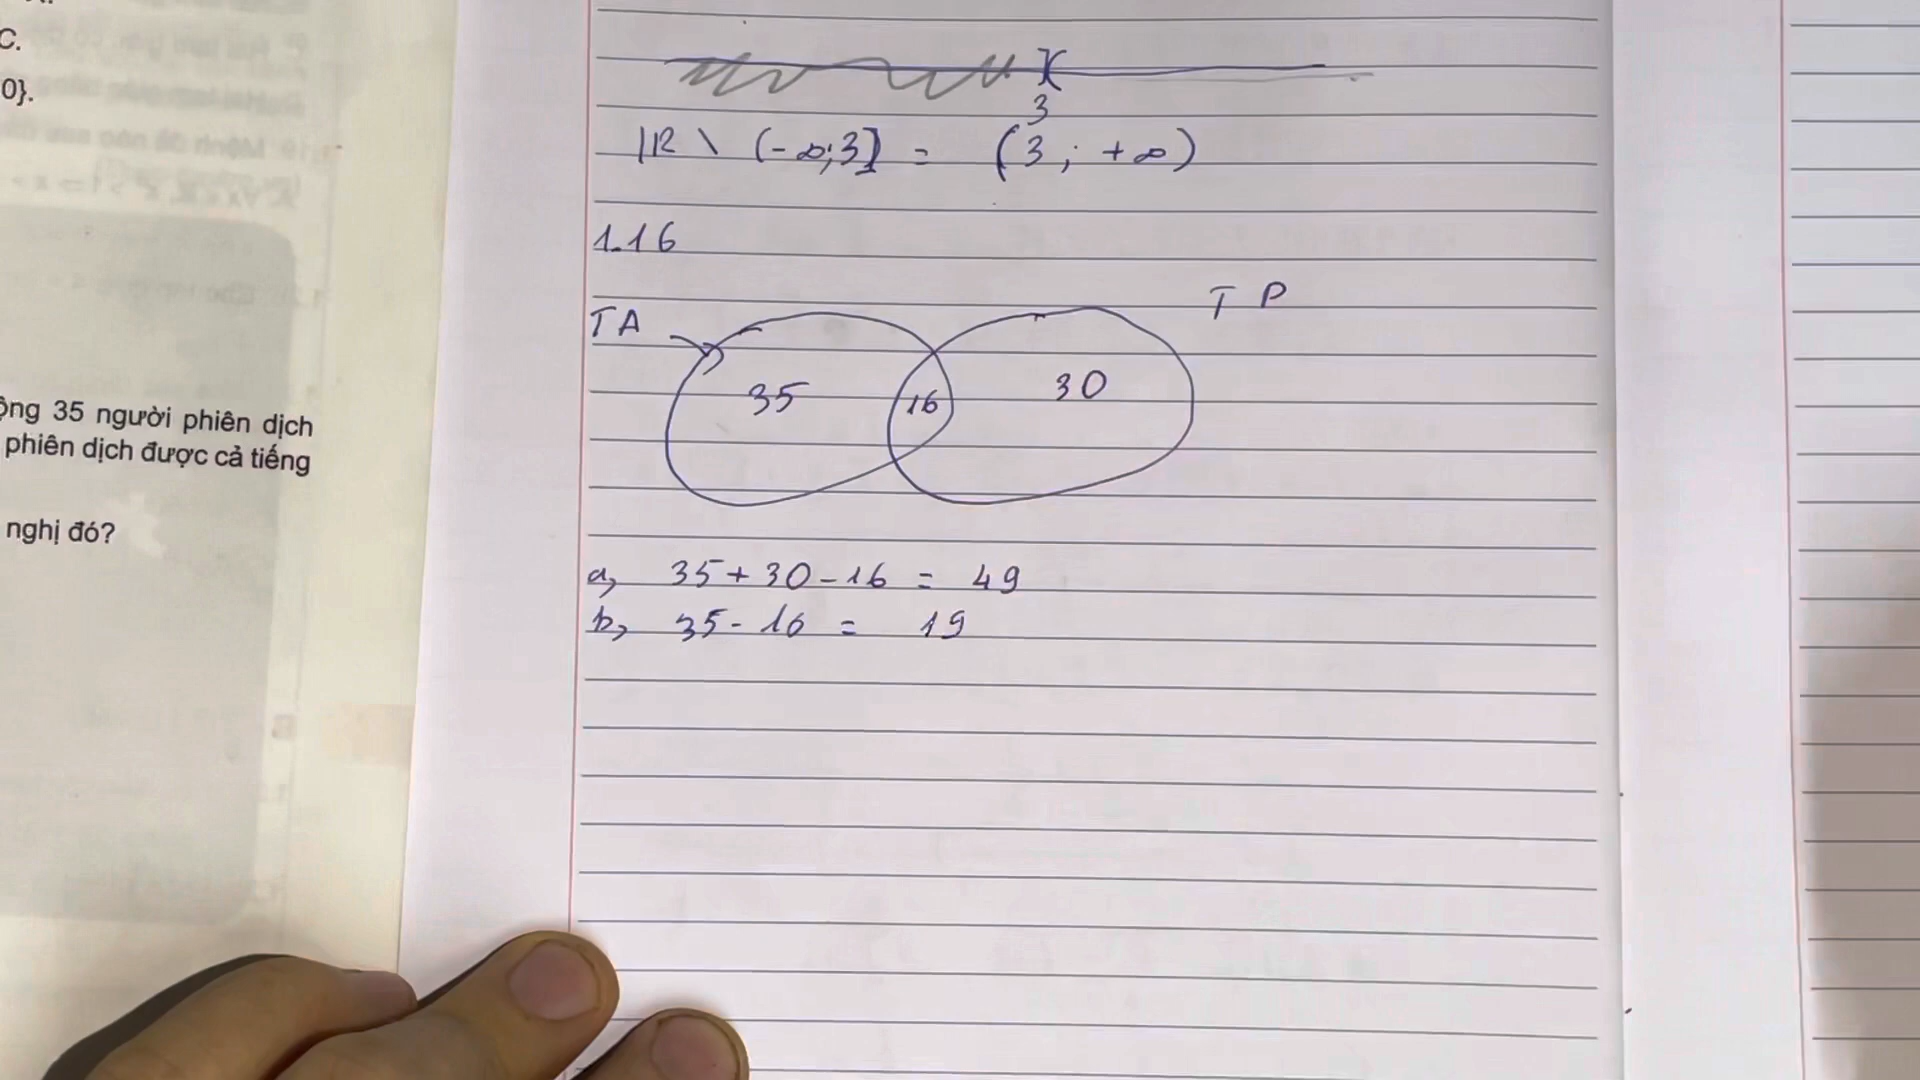 C.
0}.
ộng 35 người phiên dịch
phiên dịch được cả tiếng
nghị đó?
3
ℝ \ (-∞;3] = (3; +∞)
1.16
TA
TP
35
16
30
a, 35 + 30 - 16 = 49
b, 35 - 16 = 19